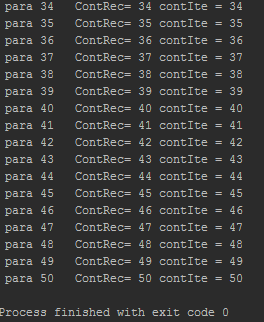 para 34 ContRec= 34 contIte = 34
para 35 ContRec= 35 contIte = 35
para 36 ContRec= 36 contIte = 36
para 37 ContRec= 37 contIte = 37
para 38 ContRec= 38 contIte = 38
para 39 ContRec= 39 contIte = 39
para 40 ContRec= 40 contIte = 40
para 41 ContRec= 41 contIte = 41
para 42 ContRec= 42 contIte = 42
para 43 ContRec= 43 contIte = 43
para 44 ContRec= 44 contIte = 44
para 45 ContRec= 45 contIte = 45
para 46 ContRec= 46 contIte = 46
para 47 ContRec= 47 contIte = 47
para 48 ContRec= 48 contIte = 48
para 49 ContRec= 49 contIte = 49
para 50 ContRec= 50 contIte = 50
Process finished with exit code 0